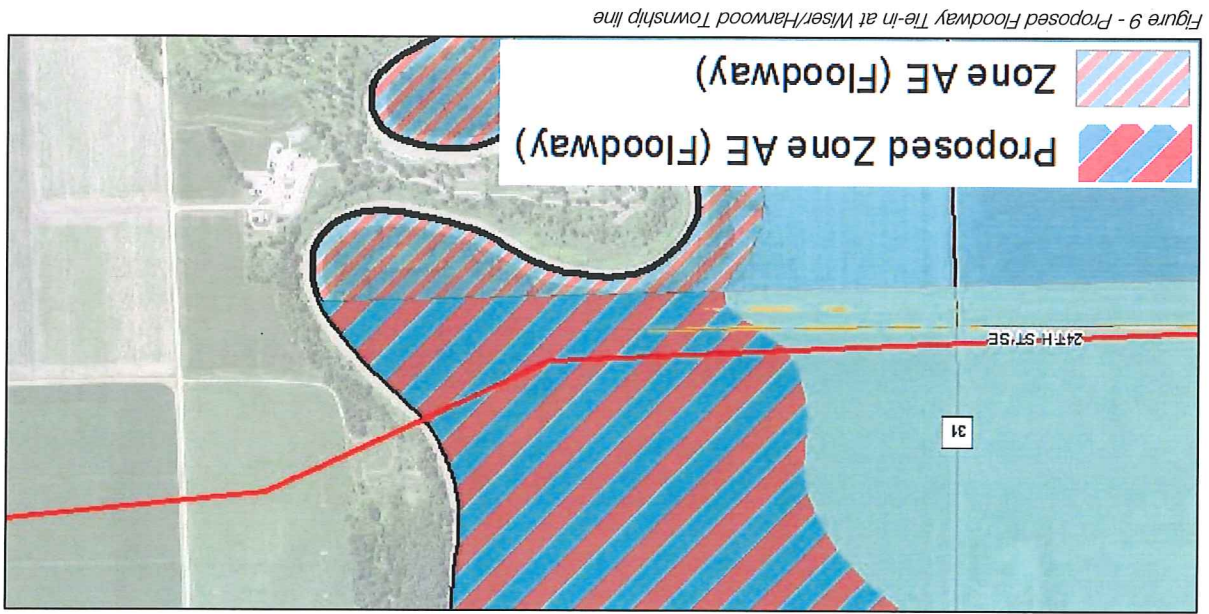 31
24TH ST SE
Proposed Zone AE (Floodway)
Zone AE (Floodway)
Figure 9 - Proposed Floodway Tie-in at Wiser/Harwood Township line